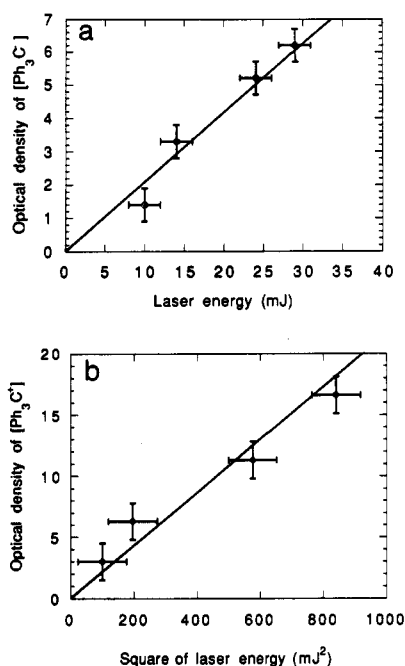 a
Optical density of [Ph₃C·]
7
6
5
4
3
2
1
0
0 5 10 15 20 25 30 35 40
Laser energy (mJ)
b
Optical density of [Ph₃C⁺]
20
15
10
5
0
0 200 400 600 800 1000
Square of laser energy (mJ²)